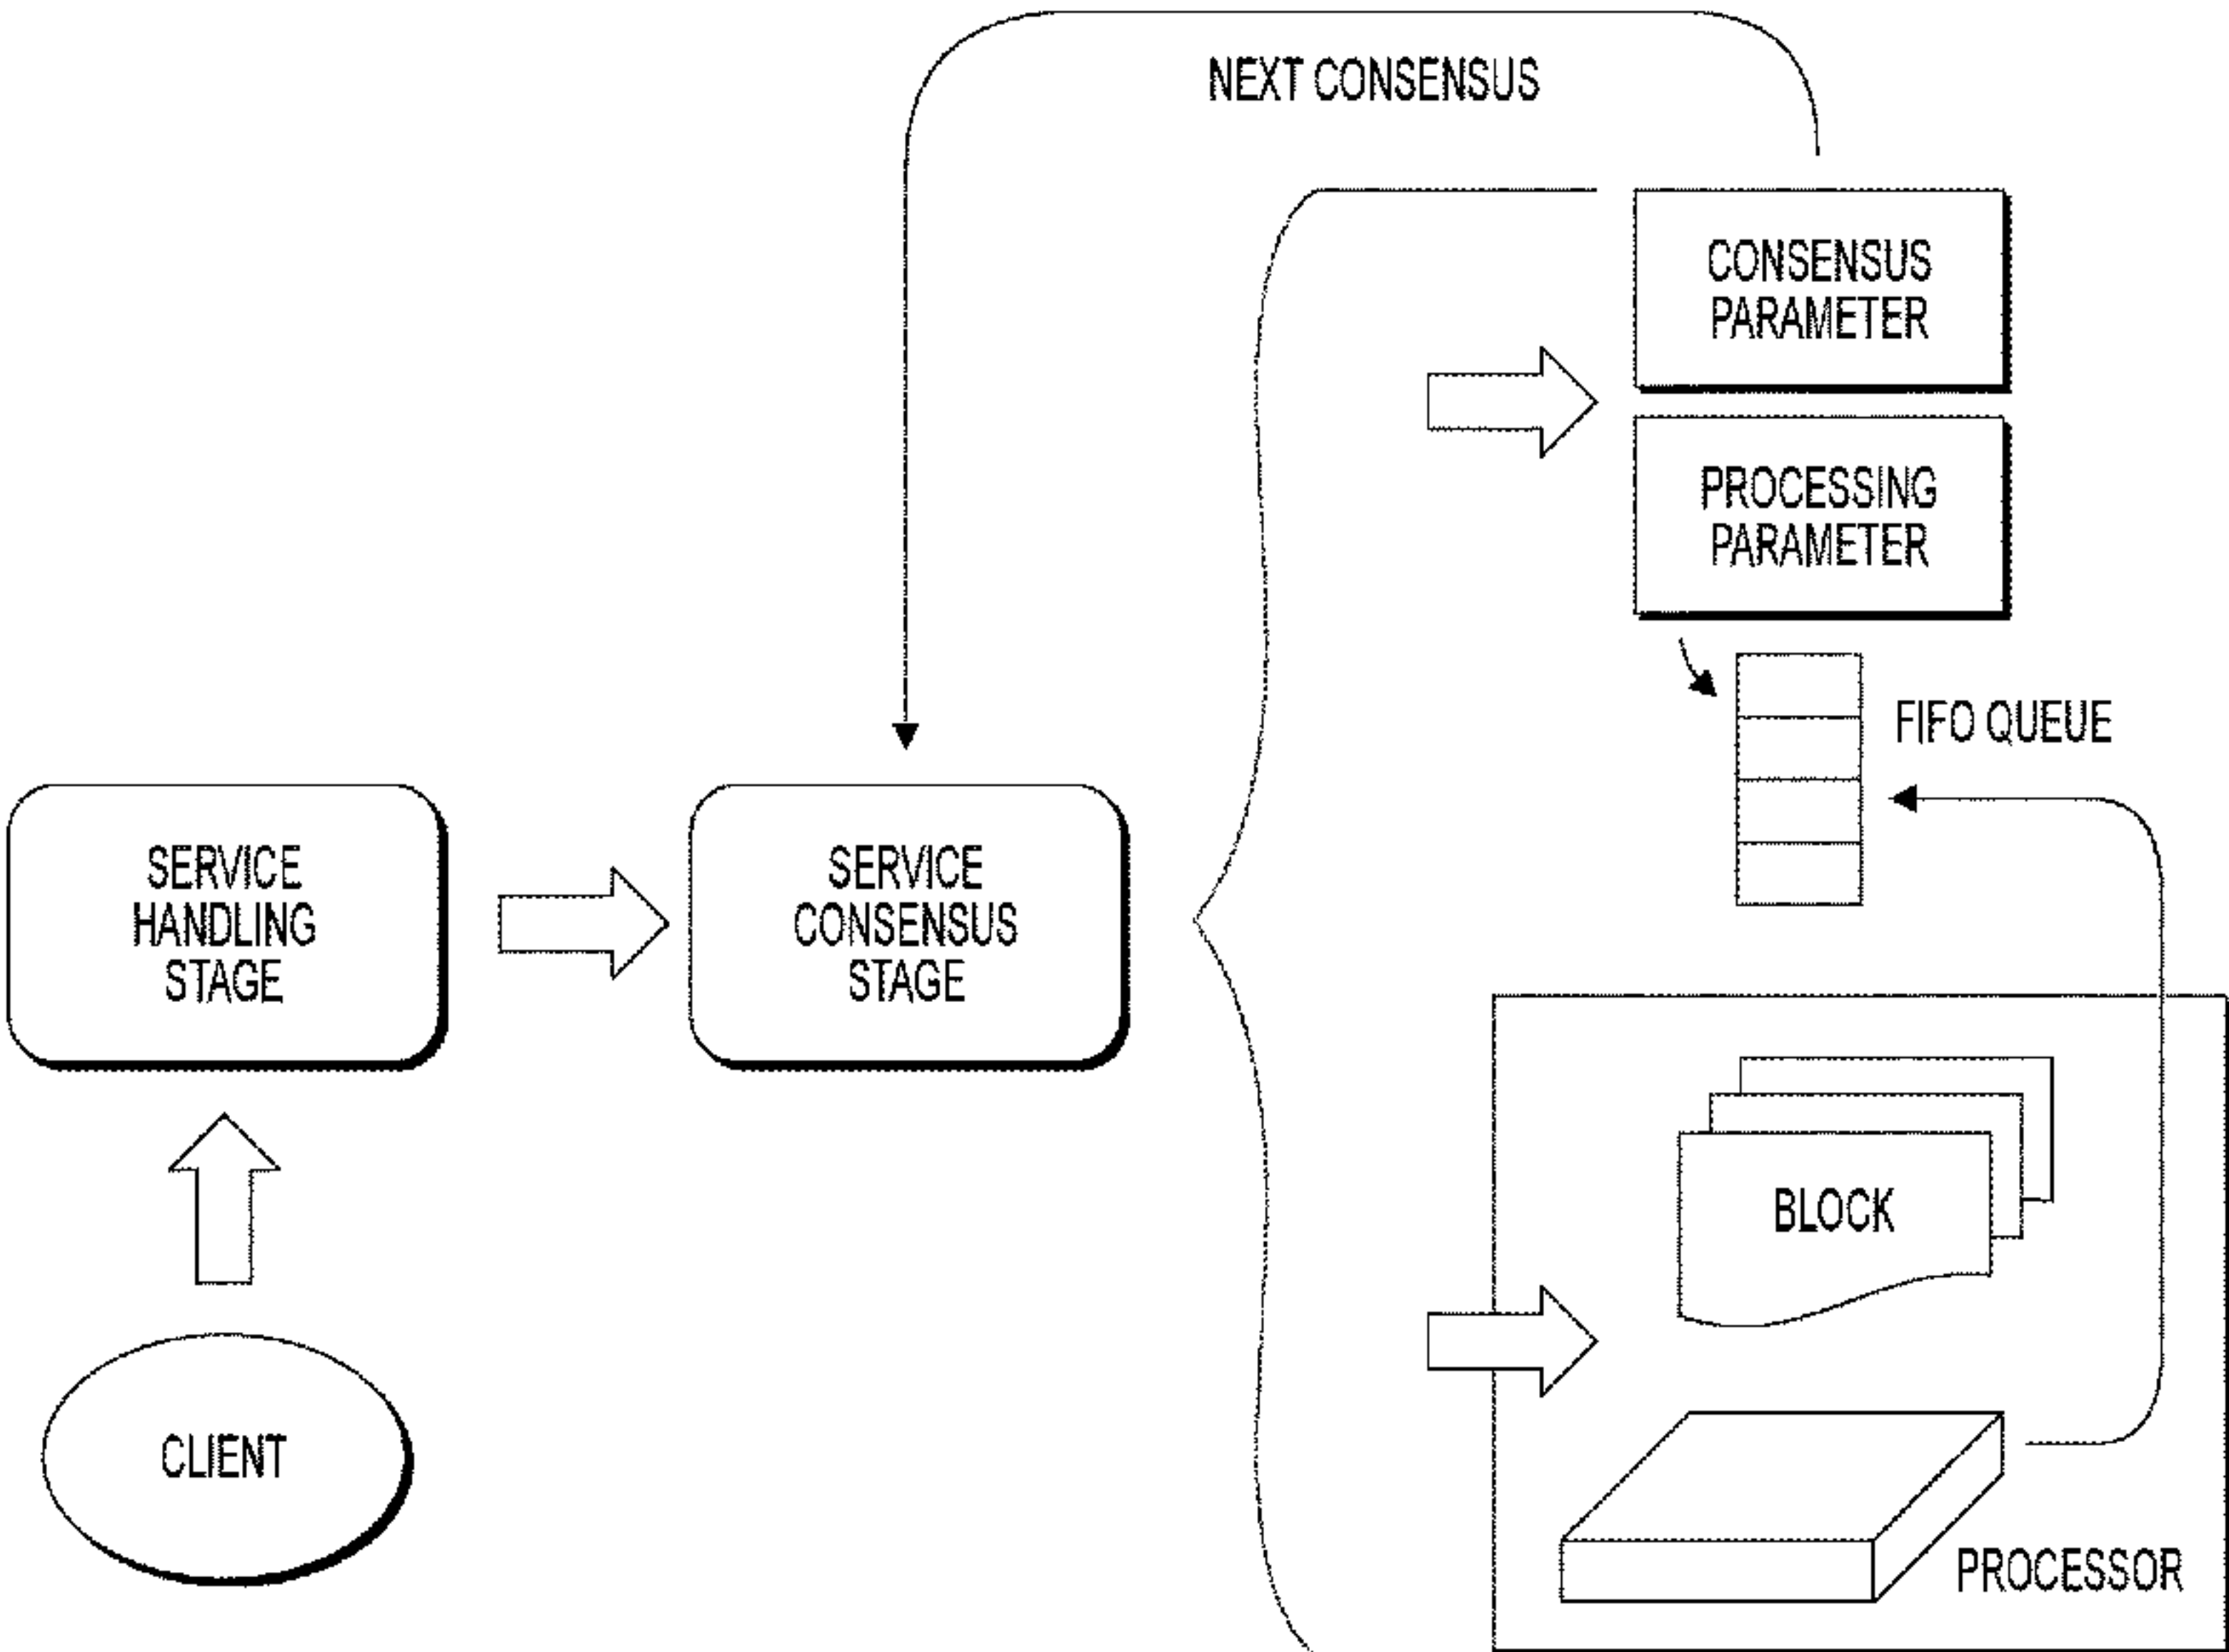 NEXT CONSENSUS
CONSENSUS
PARAMETER
PROCESSING
PARAMETER
FIFO QUEUE
SERVICE
HANDLING
STAGE
SERVICE
CONSENSUS
STAGE
BLOCK
CLIENT
PROCESSOR